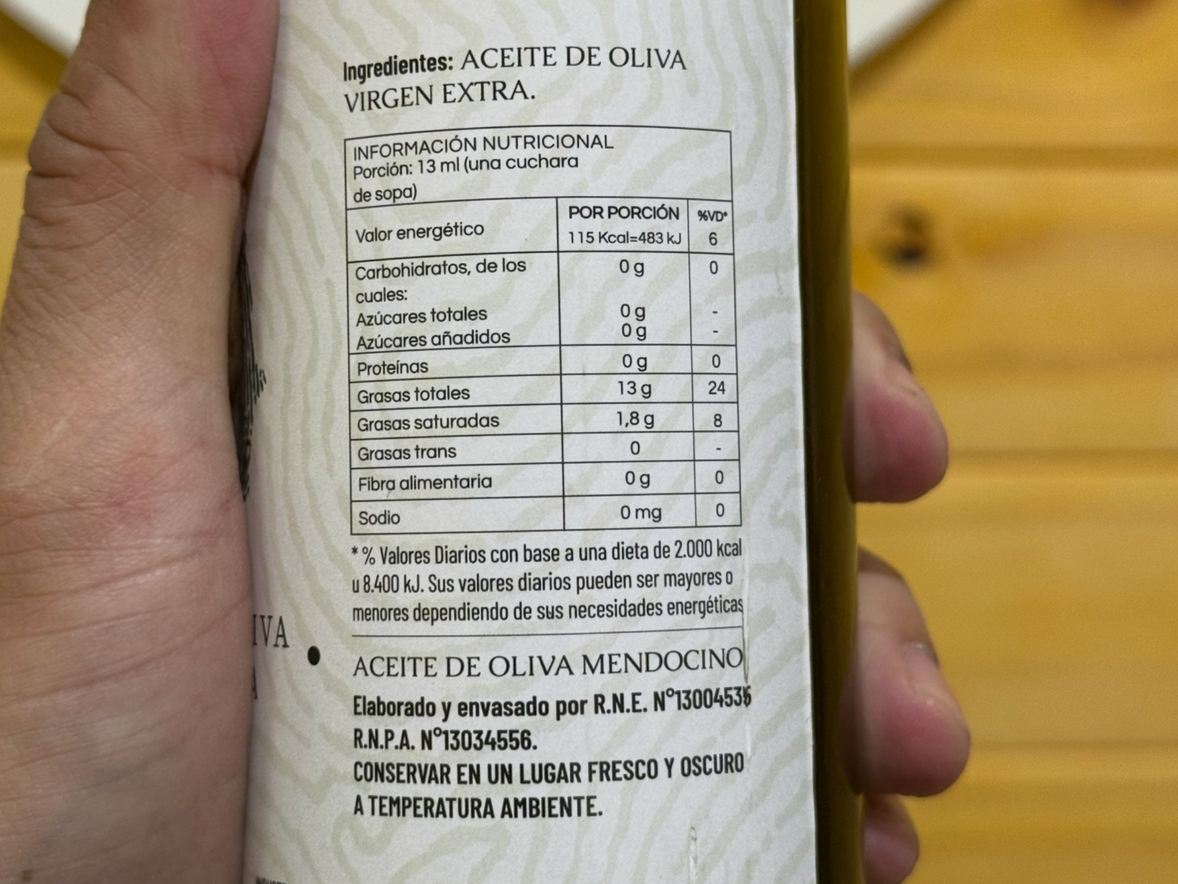 Ingredientes: ACEITE DE OLIVA
VIRGEN EXTRA.
INFORMACIÓN NUTRICIONAL
Porción: 13 ml (una cuchara
de sopa)
POR PORCIÓN %VD*
Valor energético 115 Kcal=483 kJ 6
Carbohidratos, de los 0 g 0
cuales:
Azúcares totales 0 g -
Azúcares añadidos 0 g -
Proteínas 0 g 0
Grasas totales 13 g 24
Grasas saturadas 1,8 g 8
Grasas trans 0 -
Fibra alimentaria 0 g 0
Sodio 0 mg 0
* % Valores Diarios con base a una dieta de 2.000 kcal
u 8.400 kJ. Sus valores diarios pueden ser mayores o
menores dependiendo de sus necesidades energéticas
IVA
A
ACEITE DE OLIVA MENDOCINO
Elaborado y envasado por R.N.E.
R.N.P.A. N°13034556.
CONSERVAR EN UN LUGAR FRESCO Y OSCURO
A TEMPERATURA AMBIENTE.